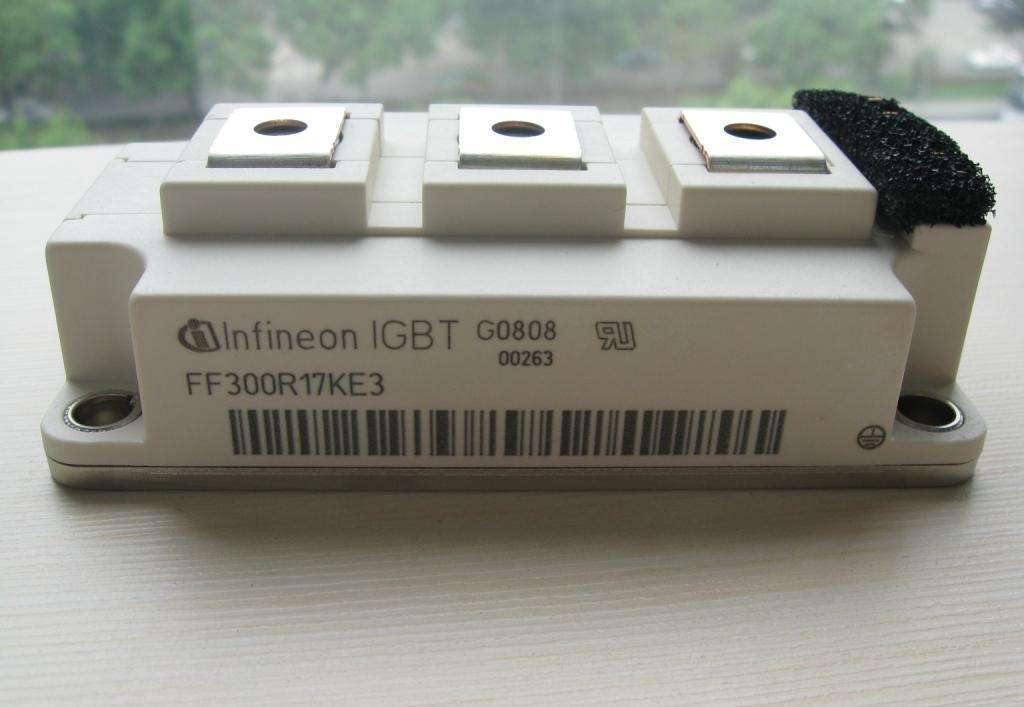 Infineon IGBT G0808
00263
FF300R17KE3